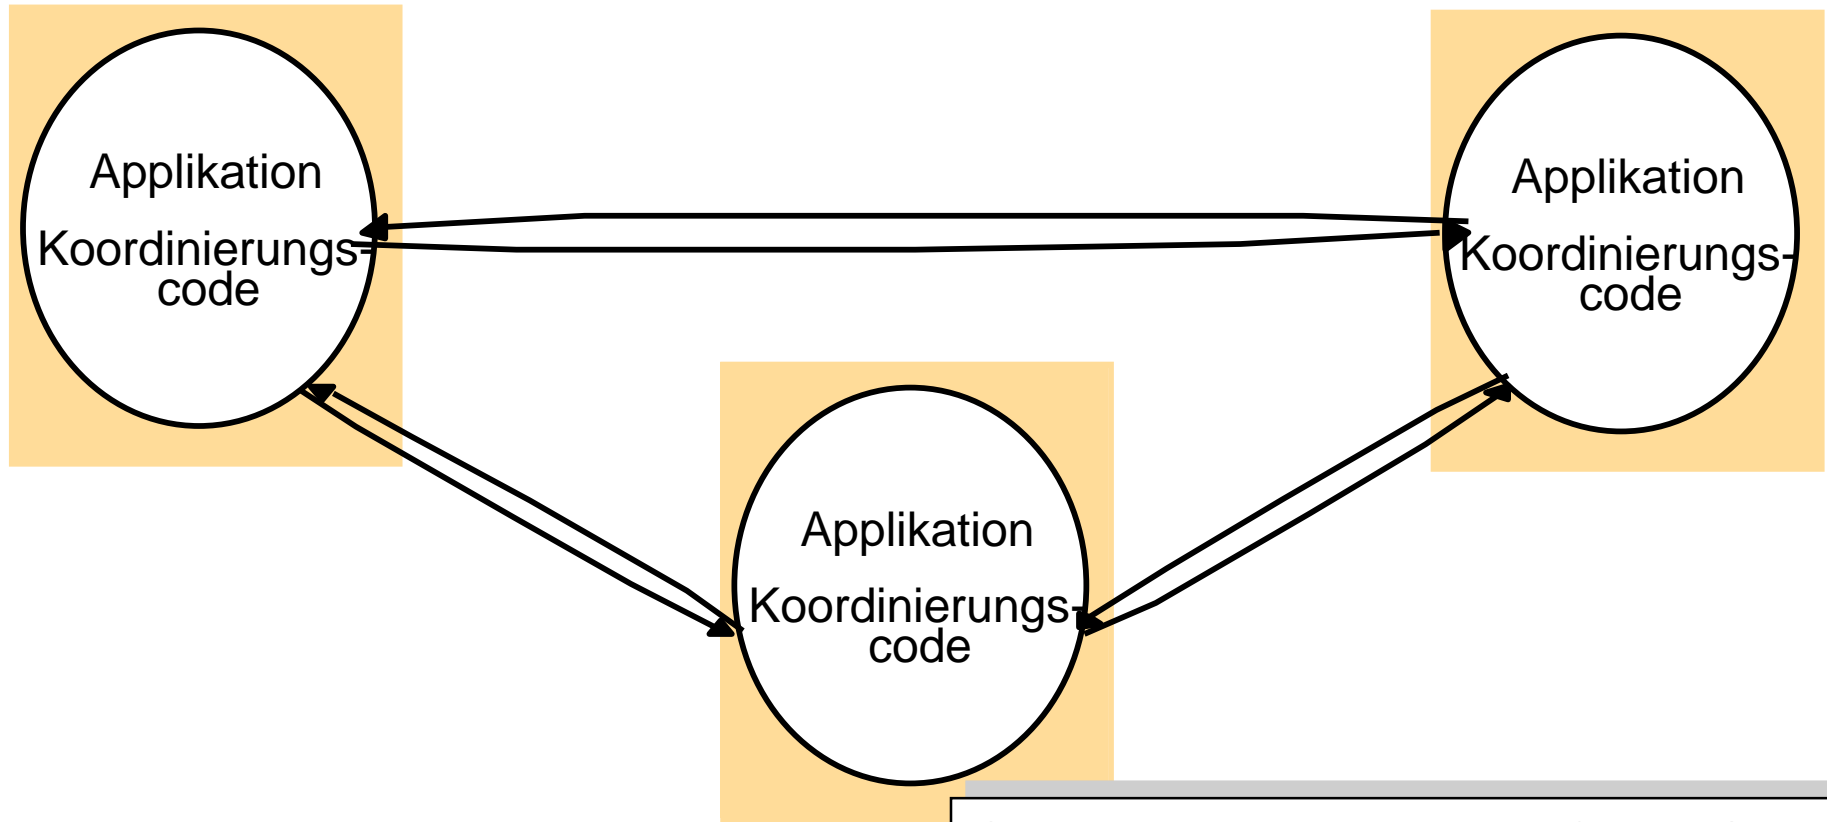 Applikation
Koordinierungs-
code
Applikation
Koordinierungs-
code
Applikation
Koordinierungs-
code